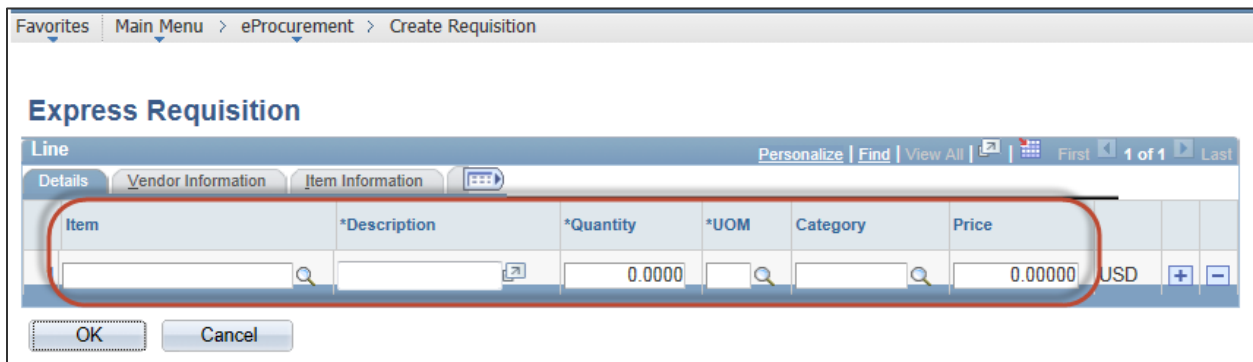 Favorites Main Menu > eProcurement > Create Requisition
Express Requisition
Line Personalize | Find | View All | | First 1 of 1 Last
Details Vendor Information Item Information
Item *Description *Quantity *UOM Category Price
0.0000 0.00000 USD
OK Cancel